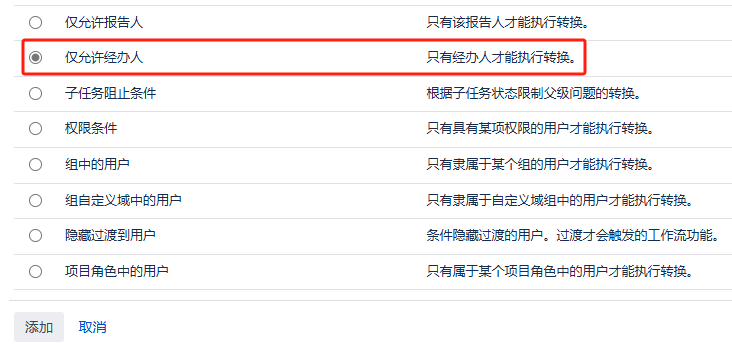 仅允许报告人 只有该报告人才能执行转换。
仅允许经办人 只有经办人才能执行转换。
子任务阻止条件 根据子任务状态限制父级问题的转换。
权限条件 只有具有某项权限的用户才能执行转换。
组中的用户 只有隶属于某个组的用户才能执行转换。
组自定义域中的用户 只有隶属于自定义域组中的用户才能执行转换。
隐藏过渡到用户 条件隐藏过渡的用户。过渡才会触发的工作流功能。
项目角色中的用户 只有属于某个项目角色中的用户才能执行转换。
添加 取消